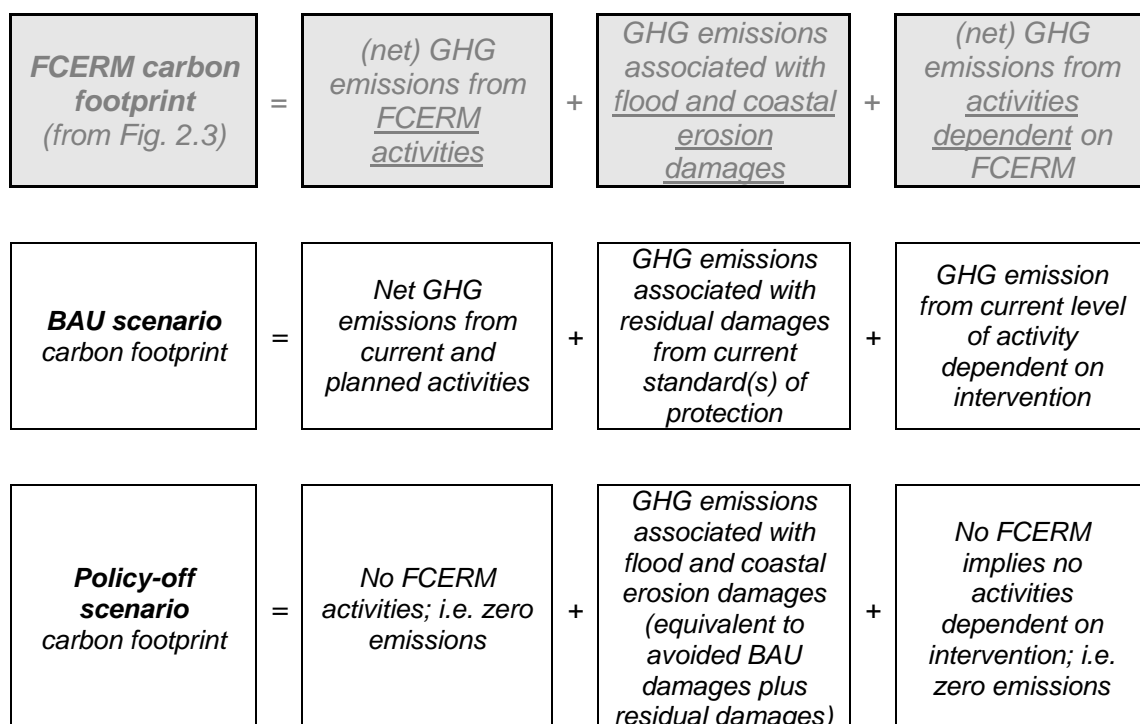 FCERM carbon
footprint
(from Fig. 2.3)
=
(net) GHG
emissions from
FCERM
activities
+
GHG emissions
associated with
flood and coastal
erosion
damages
+
(net) GHG
emissions from
activities
dependent on
FCERM
BAU scenario
carbon footprint
=
Net GHG
emissions from
current and
planned activities
+
GHG emissions
associated with
residual damages
from current
standard(s) of
protection
+
GHG emission
from current level
of activity
dependent on
intervention
Policy-off
scenario
carbon footprint
=
No FCERM
activities; i.e. zero
emissions
+
GHG emissions
associated with
flood and coastal
erosion damages
(equivalent to
avoided BAU
damages plus
residual damages)
+
No FCERM
implies no
activities
dependent on
intervention; i.e.
zero emissions